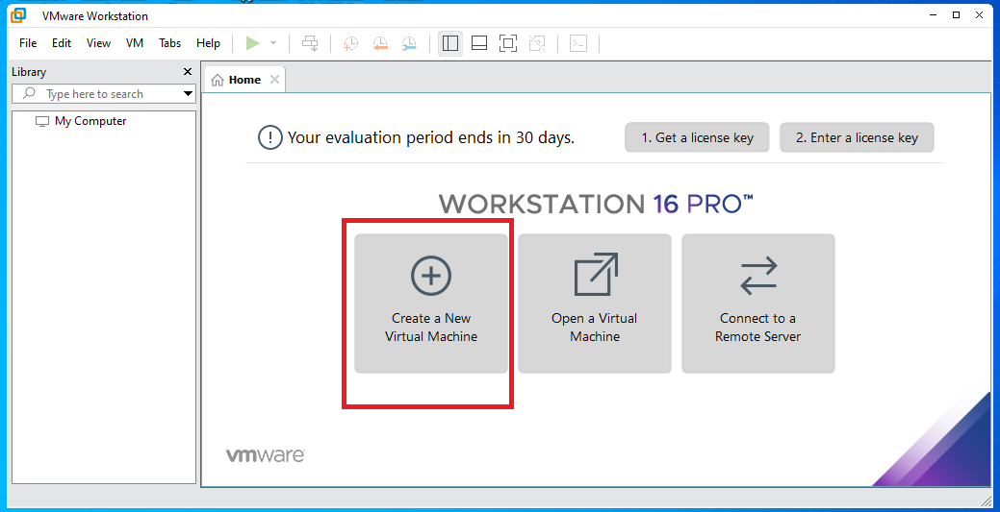 VMware Workstation
File Edit View VM Tabs Help
Library
Type here to search
My Computer
Home
Your evaluation period ends in 30 days.
1. Get a license key
2. Enter a license key
WORKSTATION 16 PRO™
Create a New
Virtual Machine
Open a Virtual
Machine
Connect to a
Remote Server
vmware